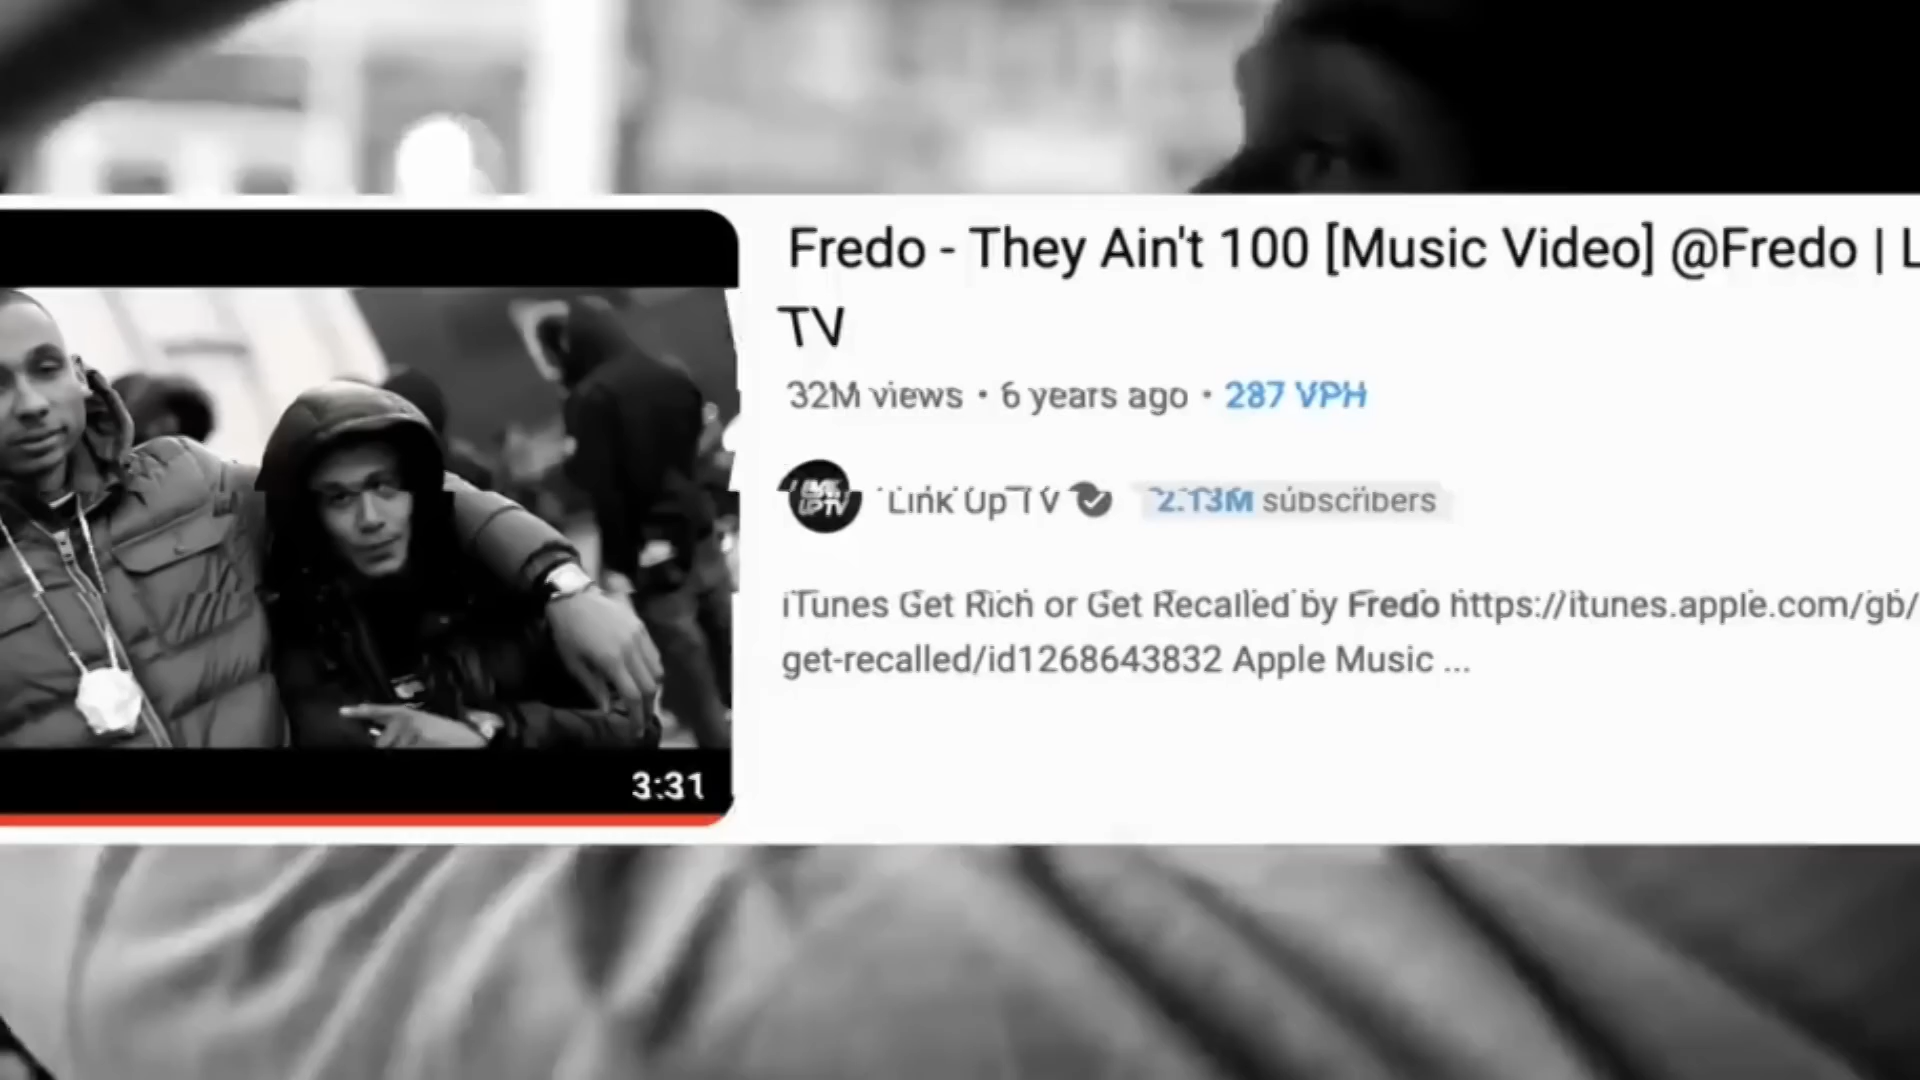 Fredo - They Ain't 100 [Music Video] @Fredo | L
TV
32M views • 6 years ago • 287 VPH
LINK UPTV
Link Up TV
2.13M subscribers
iTunes Get Rich or Get Recalled by Fredo https://itunes.apple.com/gb/
get-recalled/id1268643832 Apple Music ...
3:31